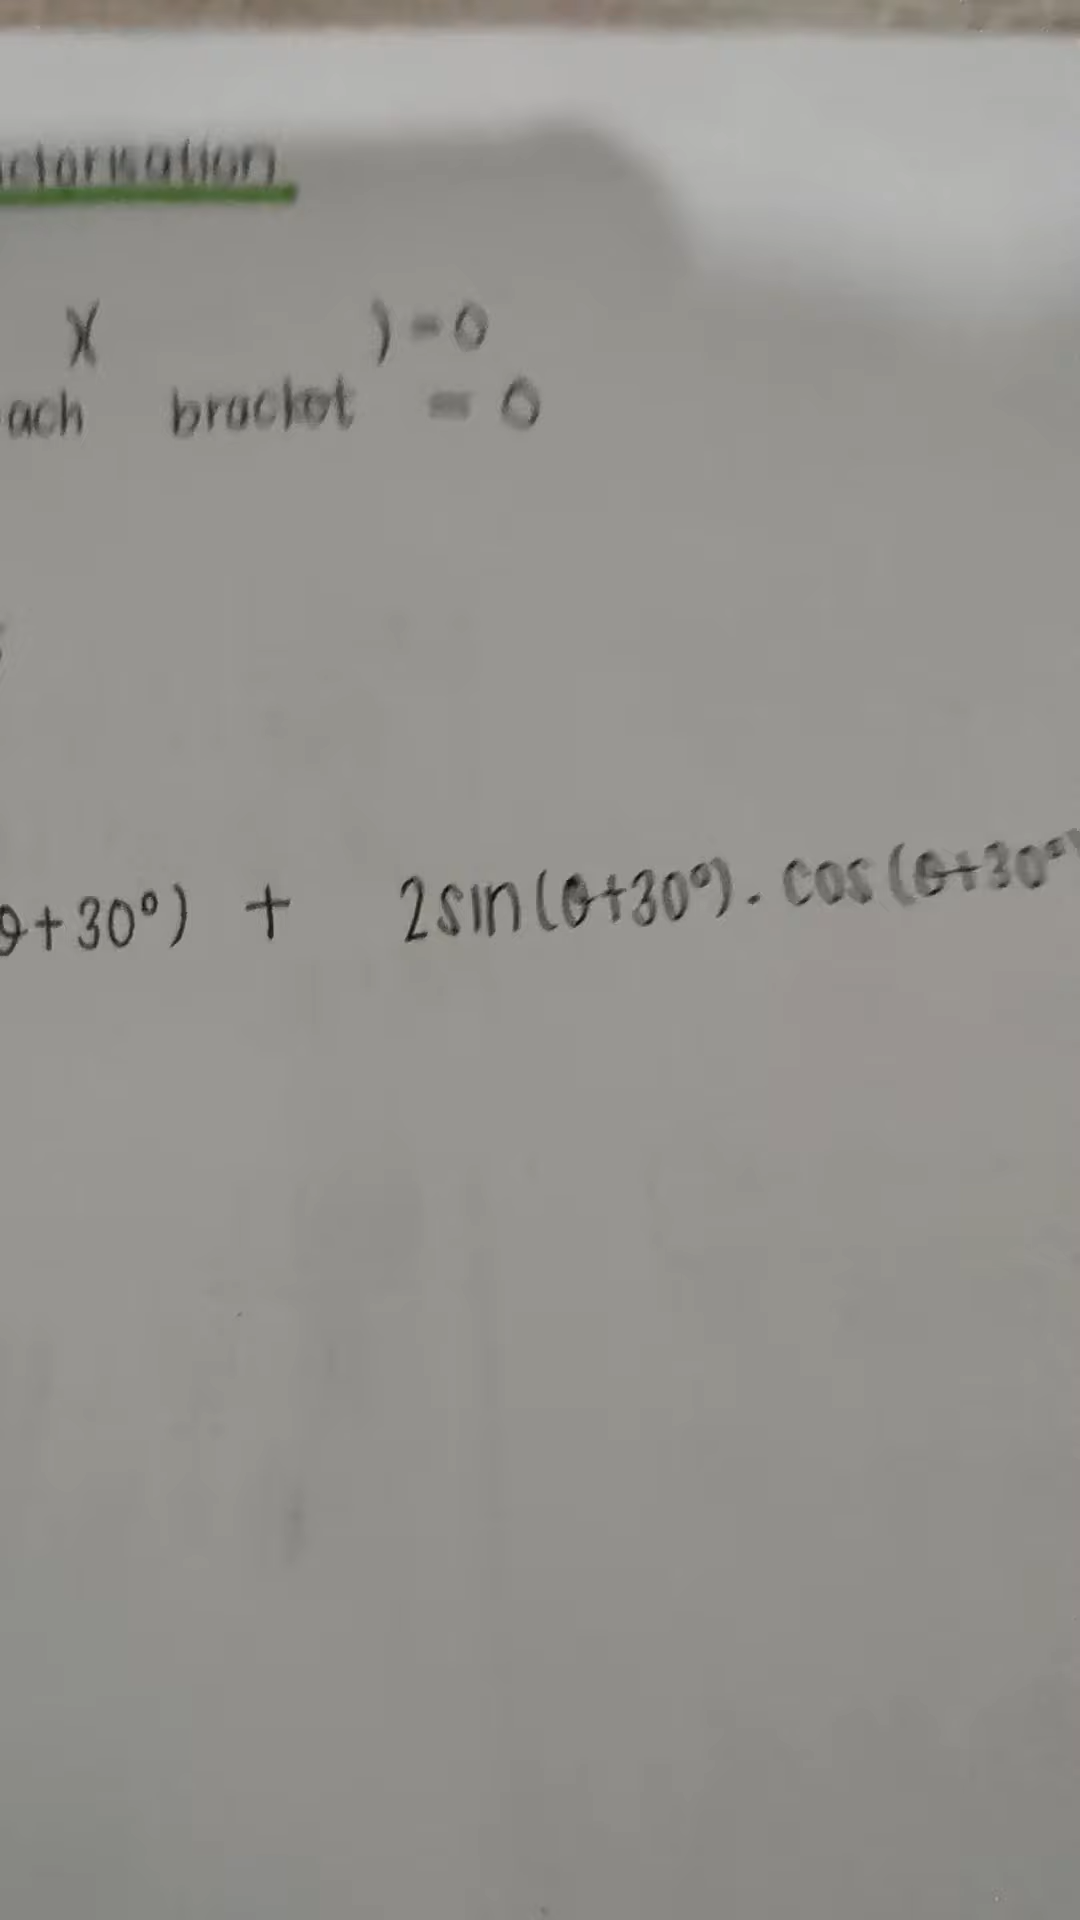 ctorisation
)( ) = 0
ach bracket = 0
θ+30°) + 2sin(θ+30°). cos(θ+30°)